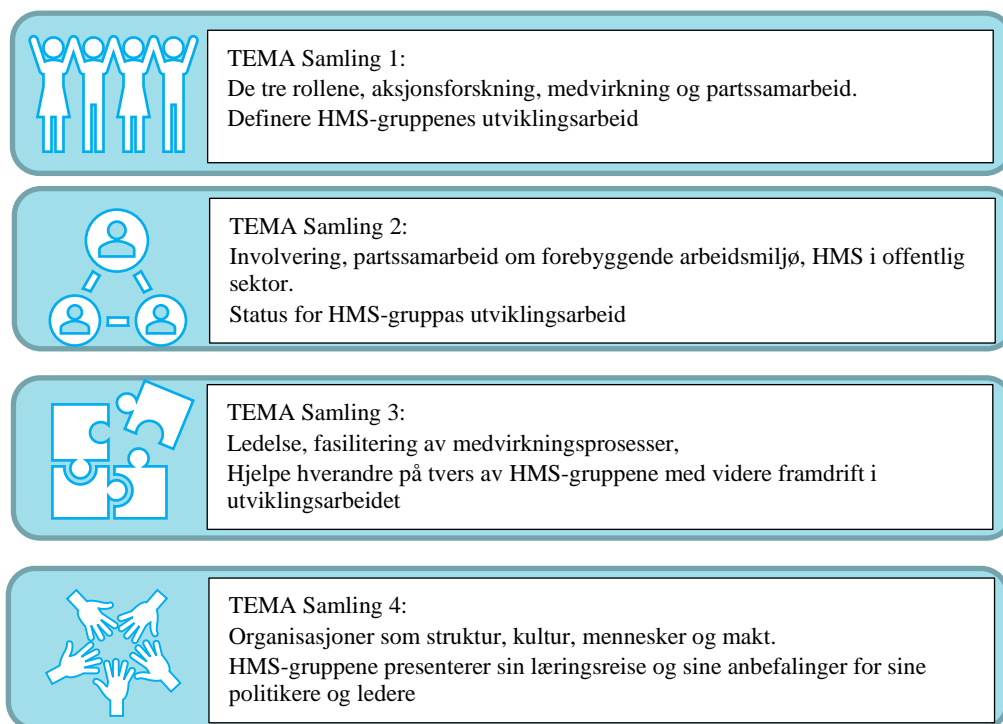 TEMA Samling 1:
De tre rollene, aksjonsforskning, medvirkning og partssamarbeid.
Definere HMS-gruppenes utviklingsarbeid
TEMA Samling 2:
Involvering, partssamarbeid om forebyggende arbeidsmiljø, HMS i offentlig
sektor.
Status for HMS-gruppas utviklingsarbeid
TEMA Samling 3:
Ledelse, fasilitering av medvirkningsprosesser,
Hjelpe hverandre på tvers av HMS-gruppene med videre framdrift i
utviklingsarbeidet
TEMA Samling 4:
Organisasjoner som struktur, kultur, mennesker og makt.
HMS-gruppene presenterer sin læringsreise og sine anbefalinger for sine
politikere og ledere